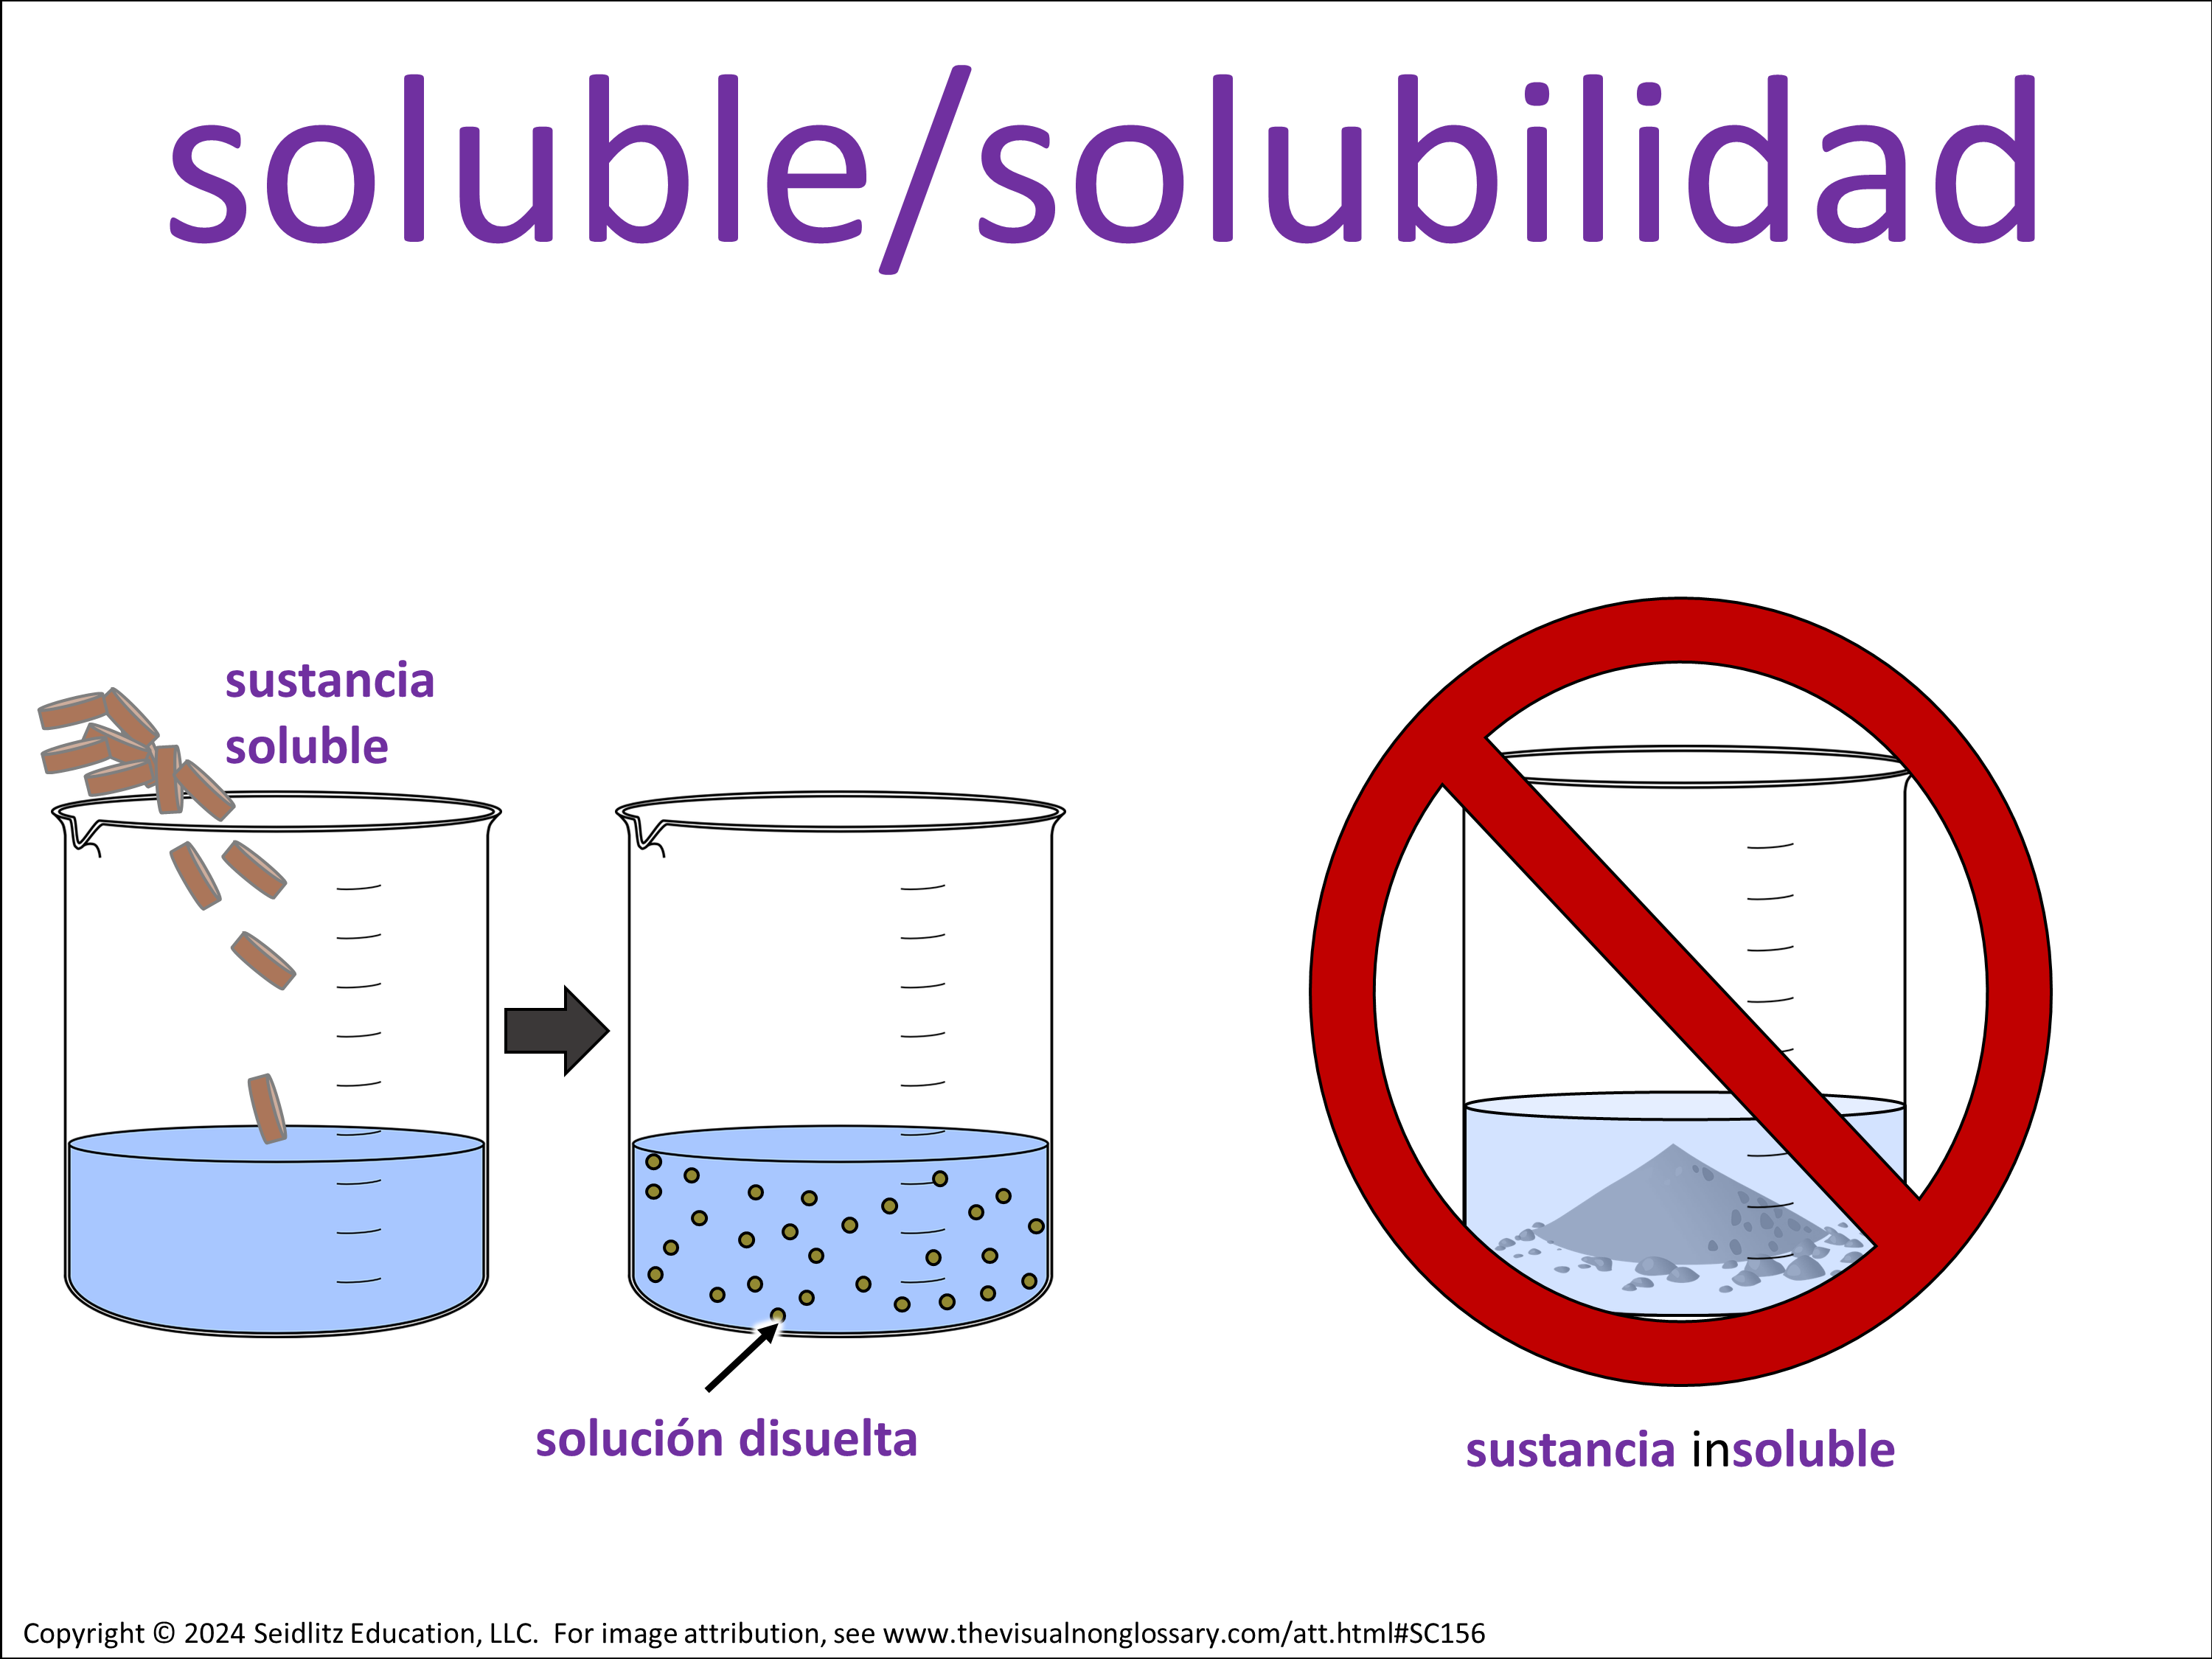 soluble/solubilidad
sustancia
soluble
solución disuelta
sustancia insoluble
Copyright © 2024 Seidlitz Education, LLC.  For image attribution, see www.thevisualnonglossary.com/att.html#SC156